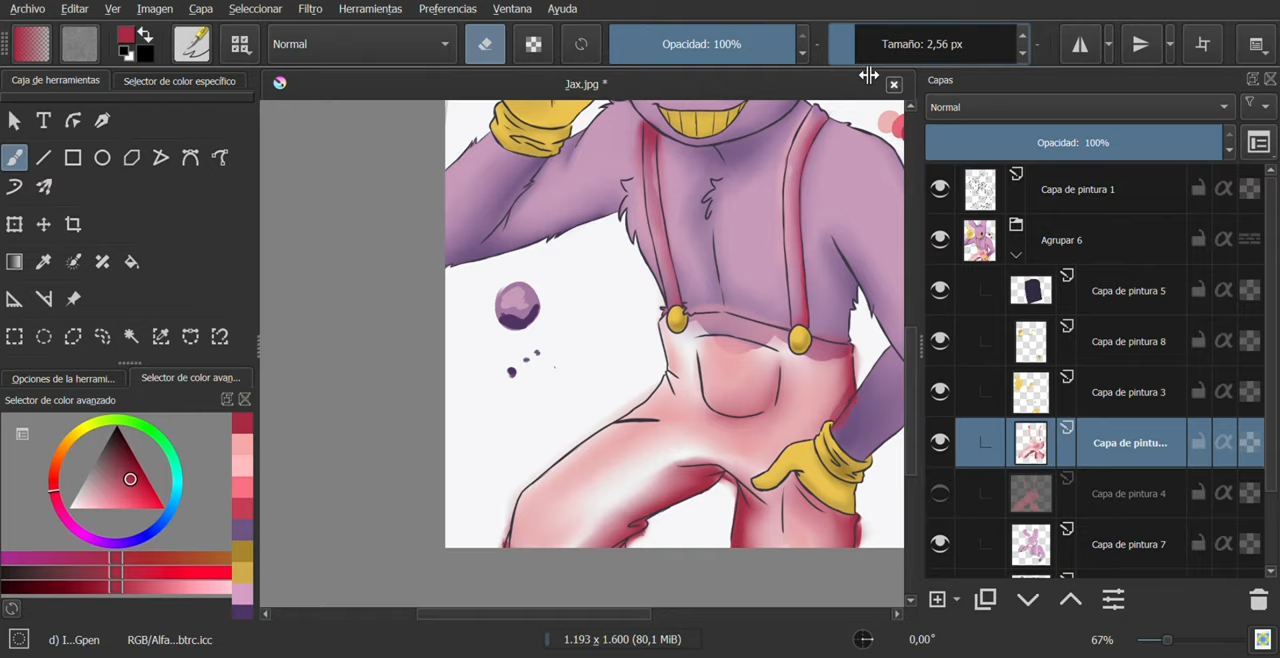 Archivo Editar Ver Imagen Capa Seleccionar Filtro Herramientas Preferencias Ventana Ayuda
Normal
Opacidad: 100%
Tamaño: 2,56 px
Caja de herramientas
Selector de color específico
Jax.jpg *
Capas
Normal
Opacidad: 100%
Capa de pintura 1
Agrupar 6
Capa de pintura 5
Capa de pintura 8
Capa de pintura 3
Capa de pintu...
Capa de pintura 4
Capa de pintura 7
Opciones de la herrami...
Selector de color avan...
Selector de color avanzado
d) I...Gpen
RGB/Alfa...btrc.icc
1.193 x 1.600 (80,1 MiB)
0,00°
67%